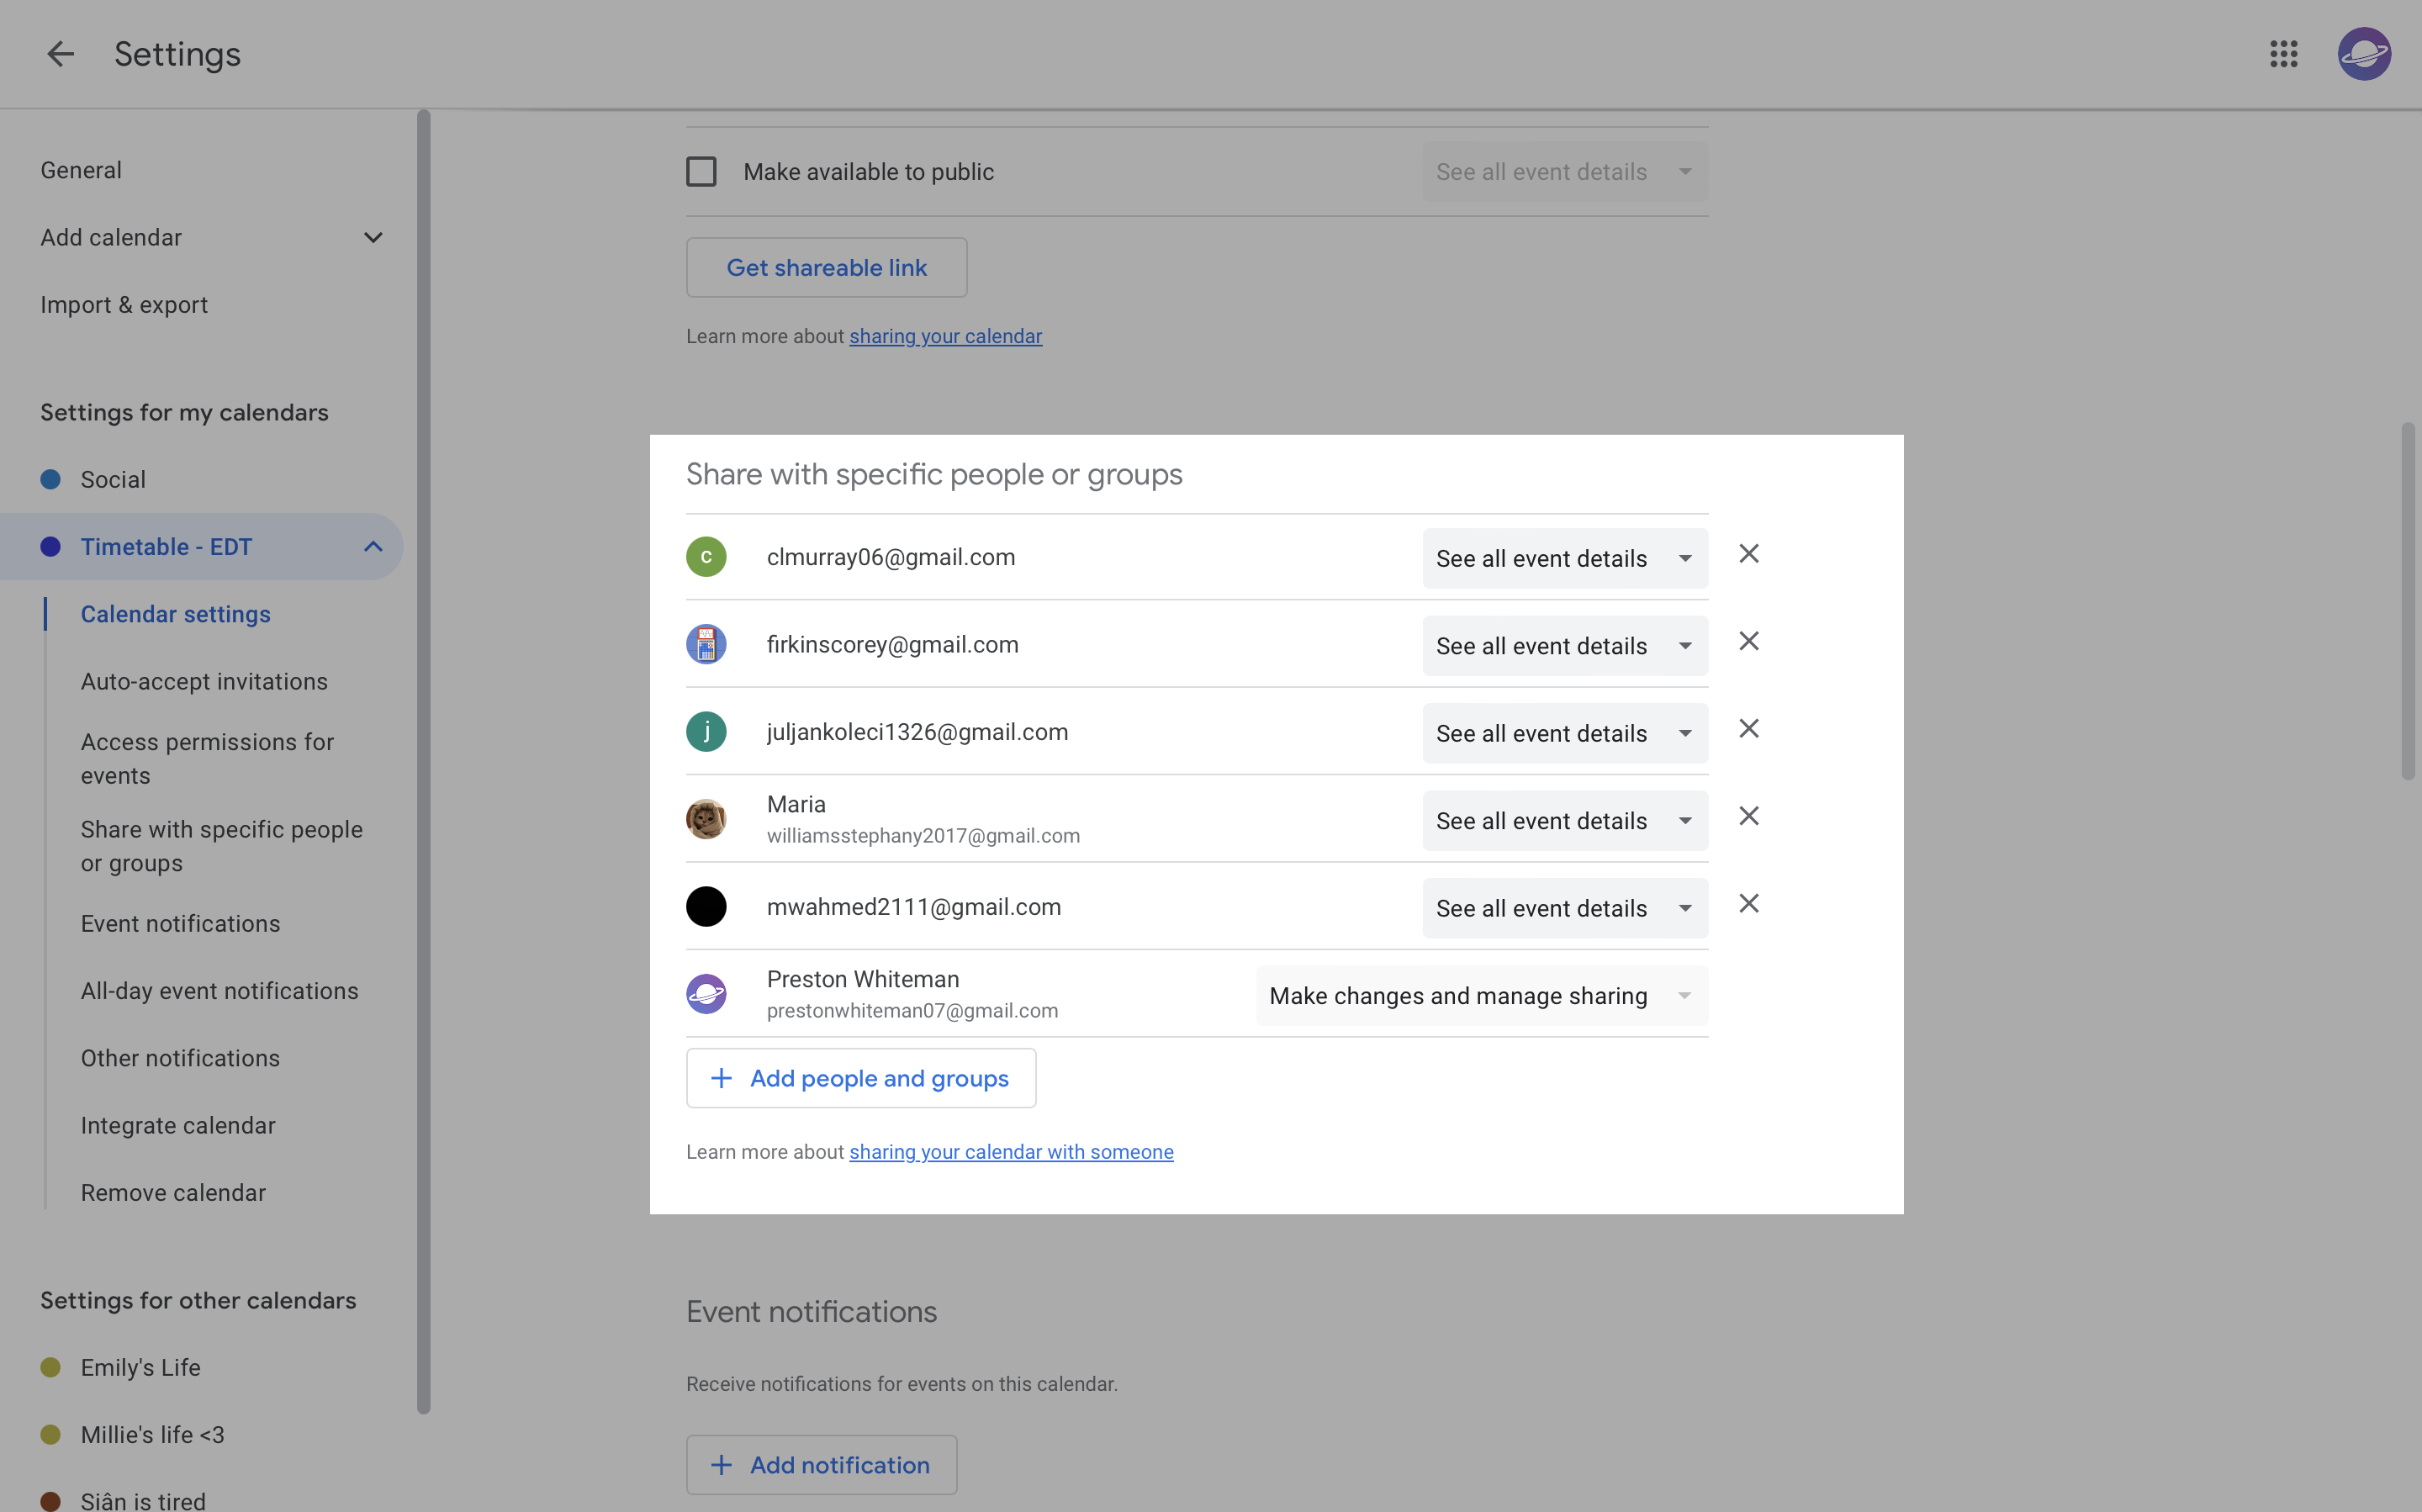 Settings
General
Add calendar
Import & export
Settings for my calendars
Social
Timetable - EDT
Calendar settings
Auto-accept invitations
Access permissions for
events
Share with specific people
or groups
Event notifications
All-day event notifications
Other notifications
Integrate calendar
Remove calendar
Settings for other calendars
Emily's Life
Millie's life <3
Siân is tired
Make available to public
See all event details
Get shareable link
Learn more about sharing your calendar
Share with specific people or groups
c
clmurray06@gmail.com
See all event details
firkinscorey@gmail.com
See all event details
j
juljankoleci1326@gmail.com
See all event details
Maria
williamsstephany2017@gmail.com
See all event details
mwahmed2111@gmail.com
See all event details
Preston Whiteman
prestonwhiteman07@gmail.com
Make changes and manage sharing
Add people and groups
Learn more about sharing your calendar with someone
Event notifications
Receive notifications for events on this calendar.
Add notification